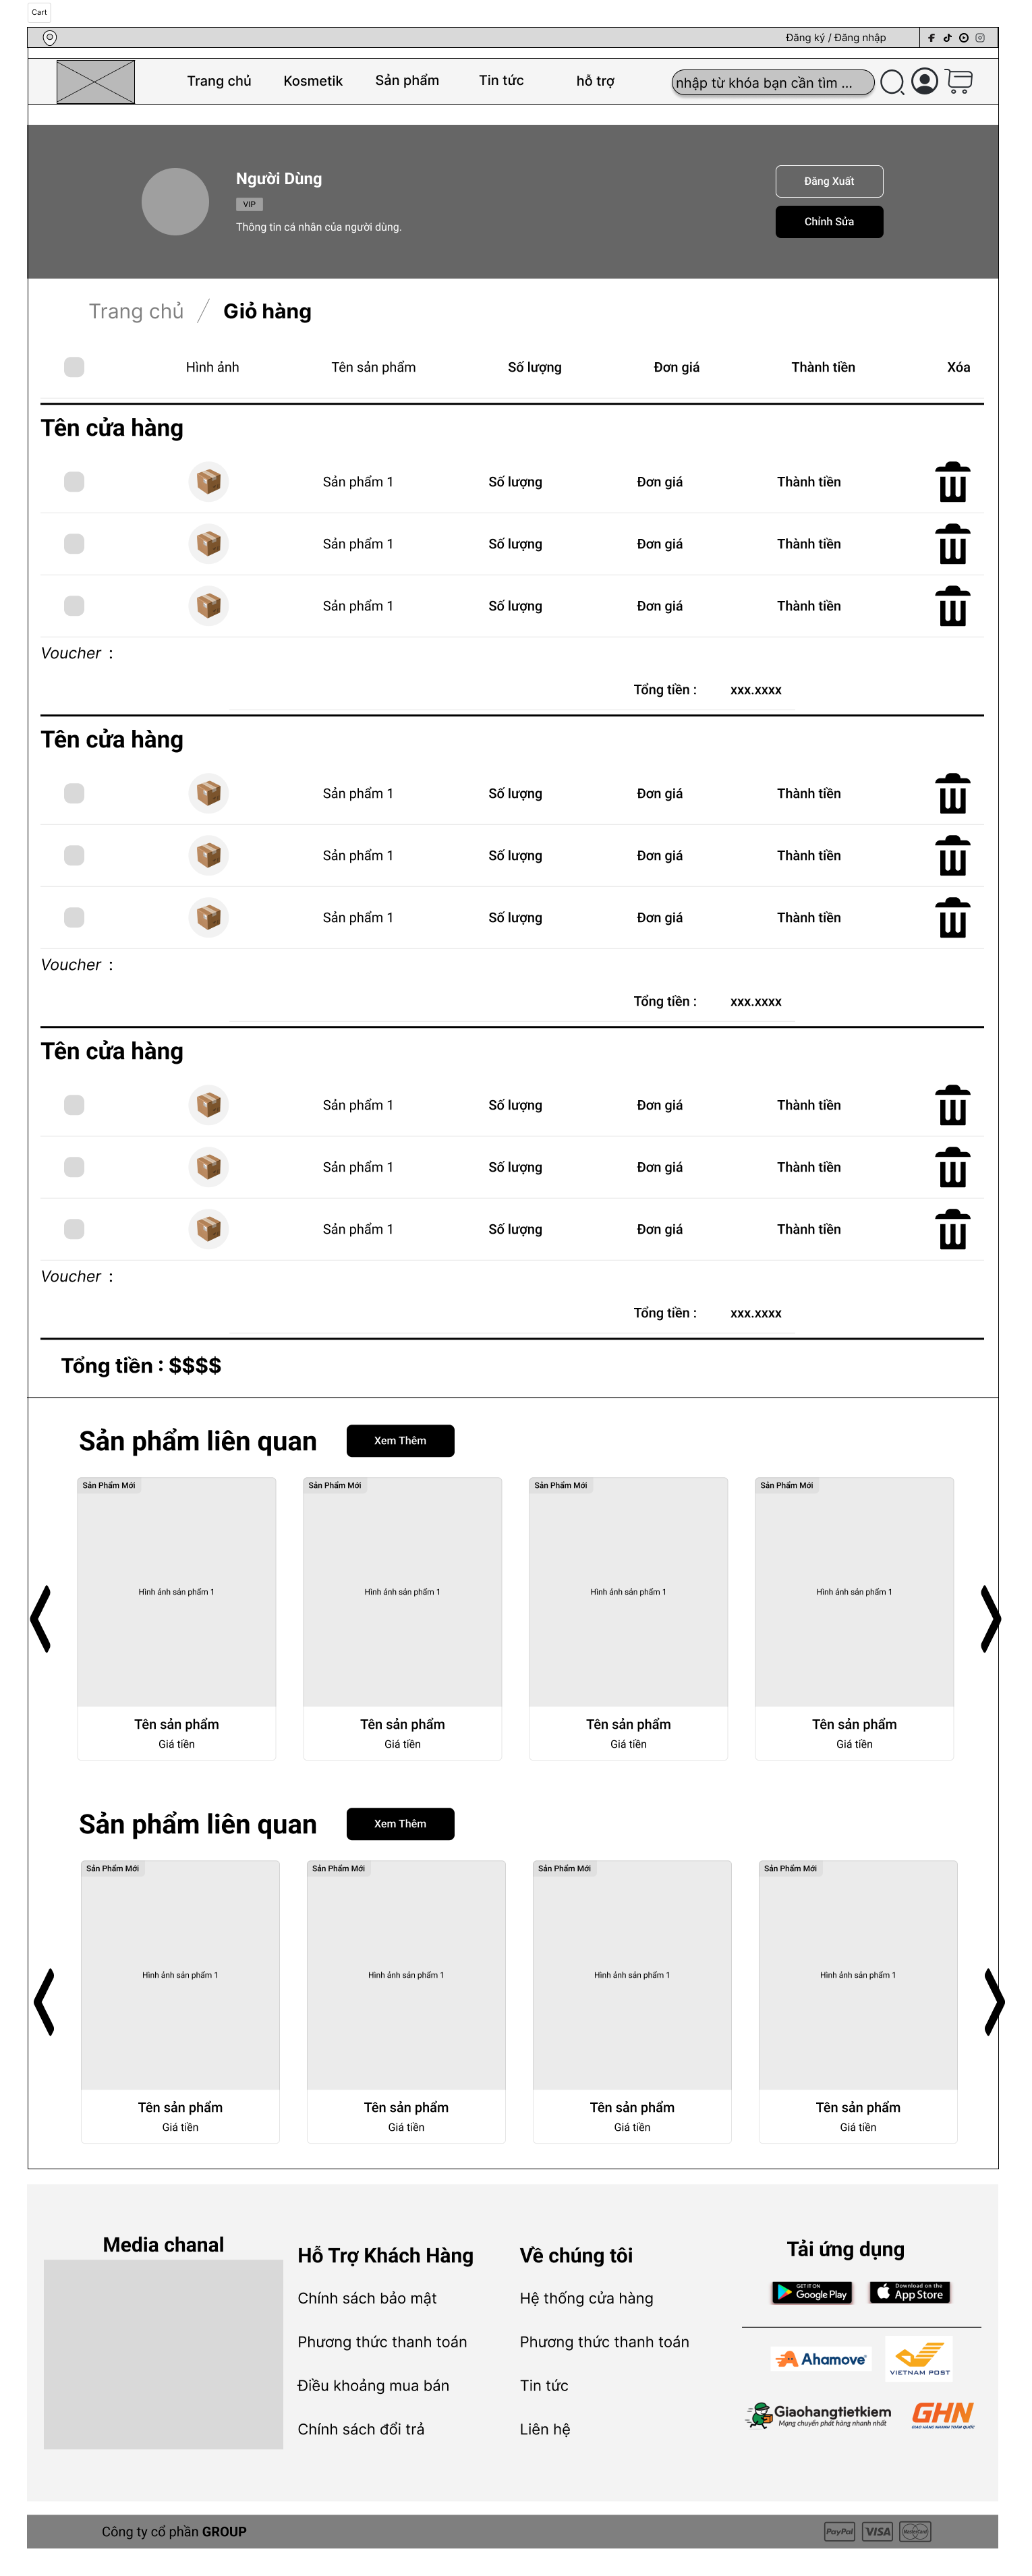 Cart
Đăng ký / Đăng nhập
Trang chủ Kosmetik Sản phẩm Tin tức hỗ trợ nhập từ khóa bạn cần tìm ...
Người Dùng
VIP
Thông tin cá nhân của người dùng.
Đăng Xuất
Chỉnh Sửa
Trang chủ / Giỏ hàng
Hình ảnh Tên sản phẩm Số lượng Đơn giá Thành tiền Xóa
Tên cửa hàng
Sản phẩm 1 Số lượng Đơn giá Thành tiền
Sản phẩm 1 Số lượng Đơn giá Thành tiền
Sản phẩm 1 Số lượng Đơn giá Thành tiền
Voucher :
Tổng tiền : xxx.xxxx
Tên cửa hàng
Sản phẩm 1 Số lượng Đơn giá Thành tiền
Sản phẩm 1 Số lượng Đơn giá Thành tiền
Sản phẩm 1 Số lượng Đơn giá Thành tiền
Voucher :
Tổng tiền : xxx.xxxx
Tên cửa hàng
Sản phẩm 1 Số lượng Đơn giá Thành tiền
Sản phẩm 1 Số lượng Đơn giá Thành tiền
Sản phẩm 1 Số lượng Đơn giá Thành tiền
Voucher :
Tổng tiền : xxx.xxxx
Tổng tiền : $$$$
Sản phẩm liên quan Xem Thêm
Sản Phẩm Mới Sản Phẩm Mới Sản Phẩm Mới Sản Phẩm Mới
Hình ảnh sản phẩm 1 Hình ảnh sản phẩm 1 Hình ảnh sản phẩm 1 Hình ảnh sản phẩm 1
Tên sản phẩm Tên sản phẩm Tên sản phẩm Tên sản phẩm
Giá tiền Giá tiền Giá tiền Giá tiền
Sản phẩm liên quan Xem Thêm
Sản Phẩm Mới Sản Phẩm Mới Sản Phẩm Mới Sản Phẩm Mới
Hình ảnh sản phẩm 1 Hình ảnh sản phẩm 1 Hình ảnh sản phẩm 1 Hình ảnh sản phẩm 1
Tên sản phẩm Tên sản phẩm Tên sản phẩm Tên sản phẩm
Giá tiền Giá tiền Giá tiền Giá tiền
Media chanal
Hỗ Trợ Khách Hàng
Chính sách bảo mật
Phương thức thanh toán
Điều khoảng mua bán
Chính sách đổi trả
Về chúng tôi
Hệ thống cửa hàng
Phương thức thanh toán
Tin tức
Liên hệ
Tải ứng dụng
GET IT ON
Google Play
Download on the
App Store
Ahamove
VIETNAM POST
Giaohangtietkiem
Mạng chuyển phát hàng nhanh nhất
GHN
GIAO HÀNG NHANH TOÀN QUỐC
Công ty cổ phần GROUP
PayPal VISA MasterCard